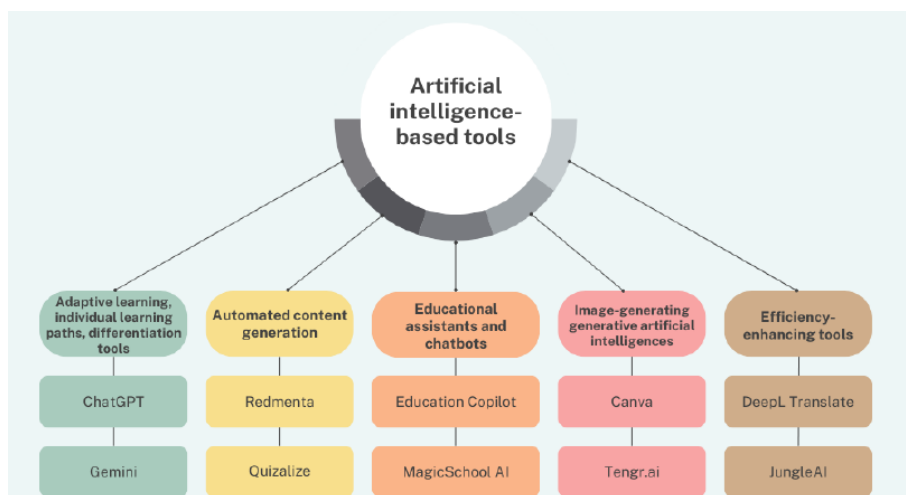 Artificial
intelligence-
based tools
Adaptive learning,
individual learning
paths, differentiation
tools
Automated content
generation
Educational
assistants and
chatbots
Image-generating
generative artificial
intelligences
Efficiency-
enhancing tools
ChatGPT
Redmenta
Education Copilot
Canva
DeepL Translate
Gemini
Quizalize
MagicSchool AI
Tengr.ai
JungleAI